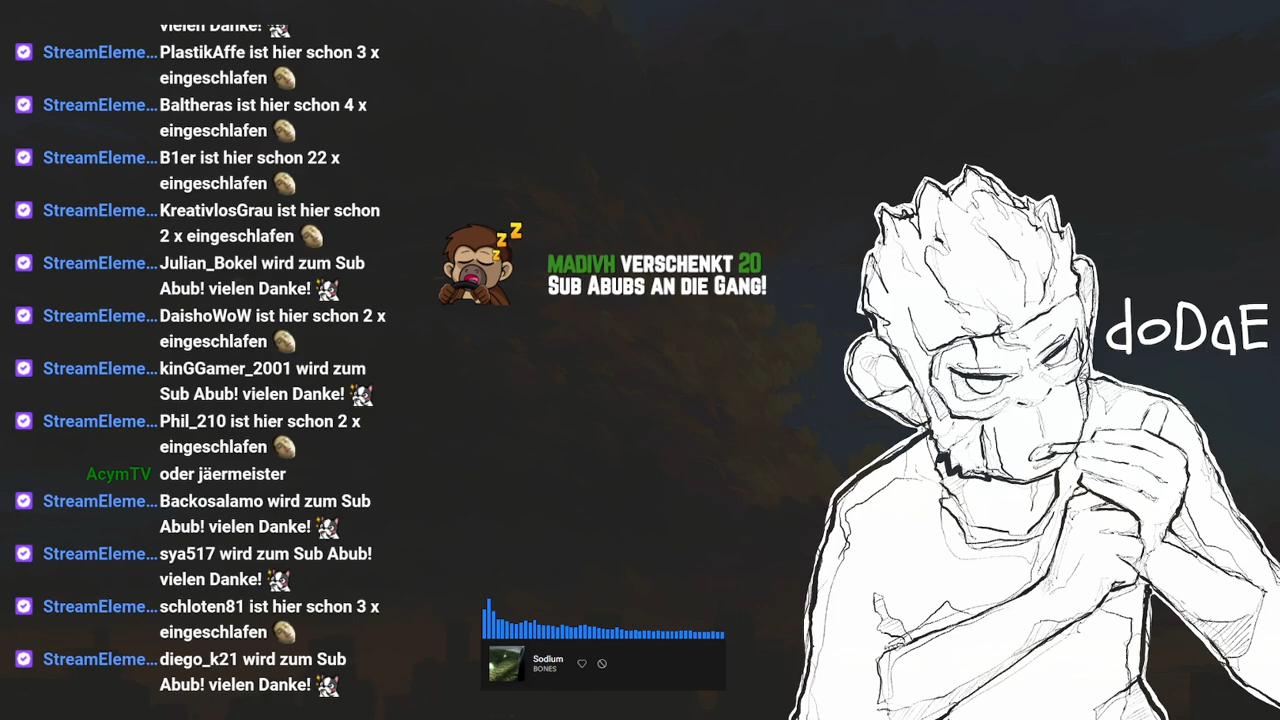 vielen Danke!
StreamEleme... PlastikAffe ist hier schon 3 x
eingeschlafen
StreamEleme... Baltheras ist hier schon 4 x
eingeschlafen
StreamEleme... B1er ist hier schon 22 x
eingeschlafen
StreamEleme... KreativlosGrau ist hier schon
2 x eingeschlafen
StreamEleme... Julian_Bokel wird zum Sub
Abub! vielen Danke!
StreamEleme... DaishoWoW ist hier schon 2 x
eingeschlafen
StreamEleme... kinGGamer_2001 wird zum
Sub Abub! vielen Danke!
StreamEleme... Phil_210 ist hier schon 2 x
eingeschlafen
AcymTV oder jäermeister
StreamEleme... Backosalamo wird zum Sub
Abub! vielen Danke!
StreamEleme... sya517 wird zum Sub Abub!
vielen Danke!
StreamEleme... schloten81 ist hier schon 3 x
eingeschlafen
StreamEleme... diego_k21 wird zum Sub
Abub! vielen Danke!
z z z
MADIVH VERSCHENKT 20
SUB ABUBS AN DIE GANG!
doDaE
Sodium
BONES